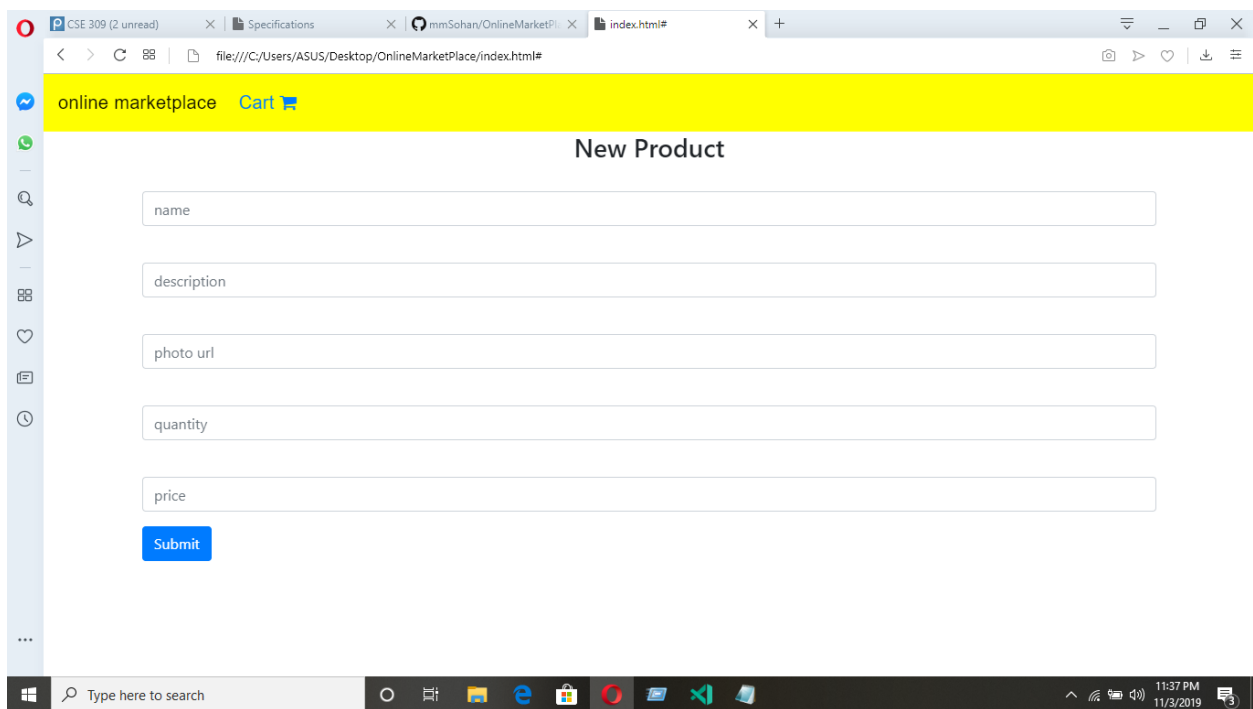 CSE 309 (2 unread)
Specifications
mmSohan/OnlineMarketPl
index.html#
file:///C:/Users/ASUS/Desktop/OnlineMarketPlace/index.html#
online marketplace Cart
New Product
name
description
photo url
quantity
price
Submit
Type here to search
11:37 PM
11/3/2019
3